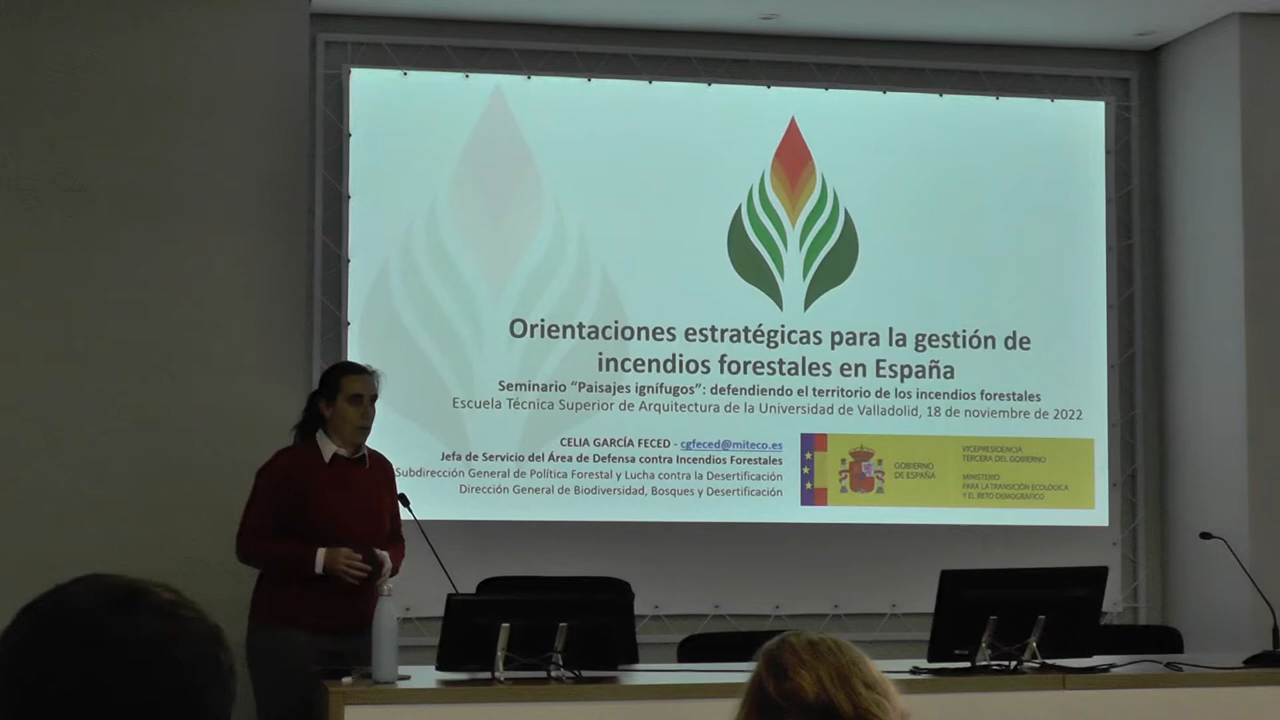 Orientaciones estratégicas para la gestión de
incendios forestales en España
Seminario “Paisajes ignífugos”: defendiendo el territorio de los incendios forestales
Escuela Técnica Superior de Arquitectura de la Universidad de Valladolid, 18 de noviembre de 2022
CELIA GARCÍA FECED - cgfeced@miteco.es
Jefa de Servicio del Área de Defensa contra Incendios Forestales
Subdirección General de Política Forestal y Lucha contra la Desertificación
Dirección General de Biodiversidad, Bosques y Desertificación
GOBIERNO
DE ESPAÑA
VICEPRESIDENCIA
TERCERA DEL GOBIERNO
MINISTERIO
PARA LA TRANSICIÓN ECOLÓGICA
Y EL RETO DEMOGRÁFICO